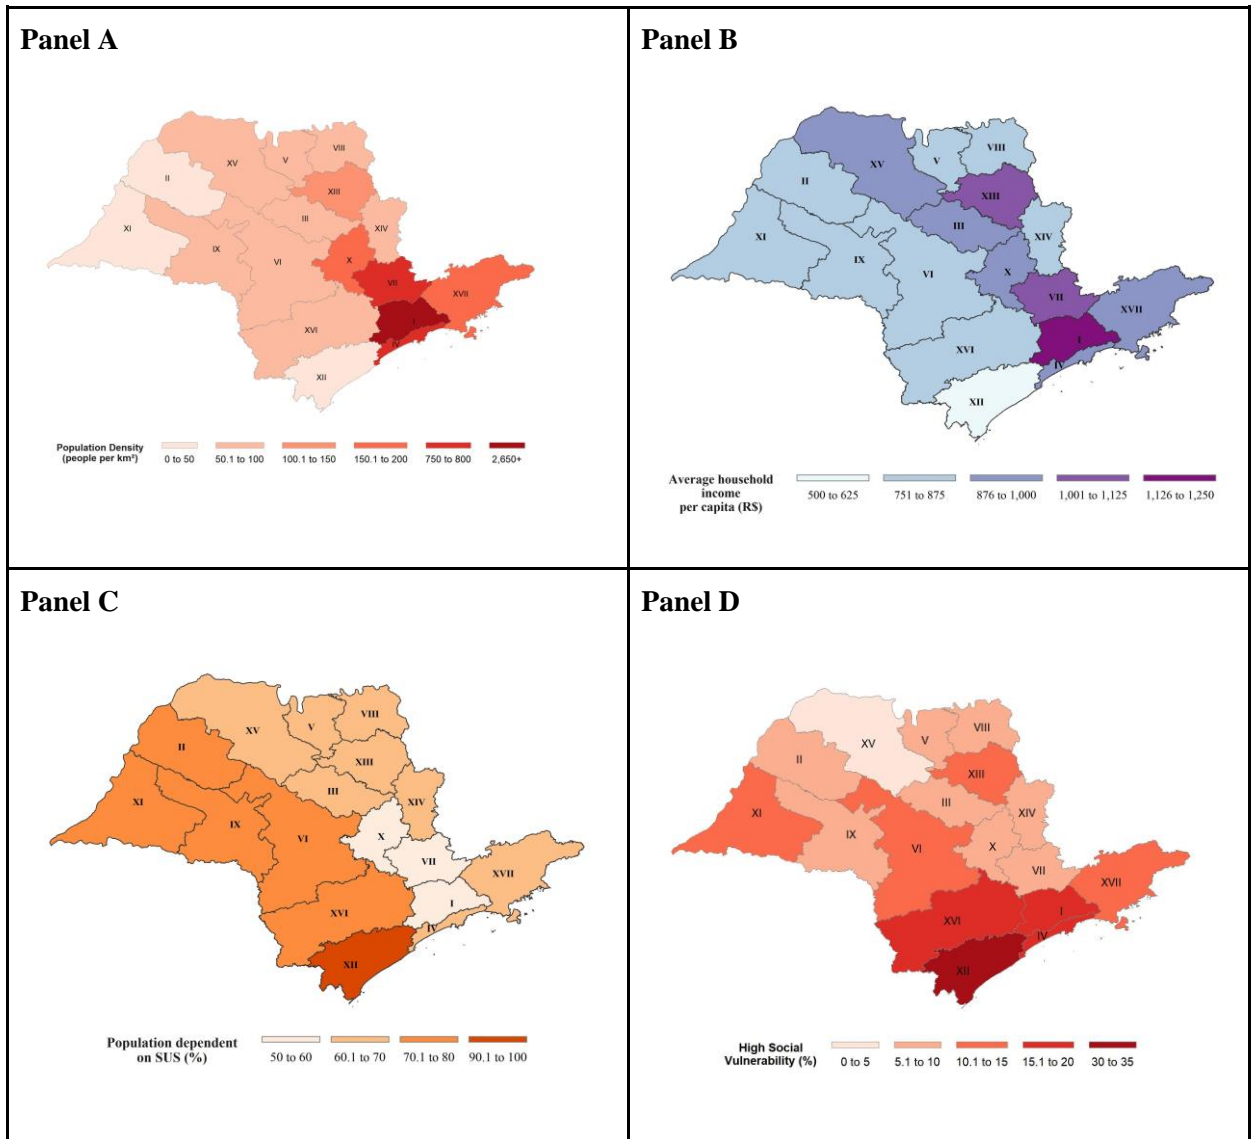 Panel A
VIII
V
XV
II
XIII
III
XI
XIV
IX
VI
X
VII
XVII
I
XVI
IV
XII
Population Density
(people per km²)
0 to 50 50.1 to 100 100.1 to 150 150.1 to 200 750 to 800 2,650+
Panel B
VIII
V
XV
II
XIII
III
XI
XIV
IX
VI
X
VII
XVII
I
XVI
IV
XII
Average household
income
per capita (R$)
500 to 625 751 to 875 876 to 1,000 1,001 to 1,125 1,126 to 1,250
Panel C
VIII
V
XV
II
XIII
III
XI
XIV
IX
VI
X
VII
XVII
I
XVI
IV
XII
Population dependent
on SUS (%)
50 to 60 60.1 to 70 70.1 to 80 90.1 to 100
Panel D
VIII
V
XV
II
XIII
III
XI
XIV
IX
VI
X
VII
XVII
I
XVI
IV
XII
High Social
Vulnerability (%)
0 to 5 5.1 to 10 10.1 to 15 15.1 to 20 30 to 35